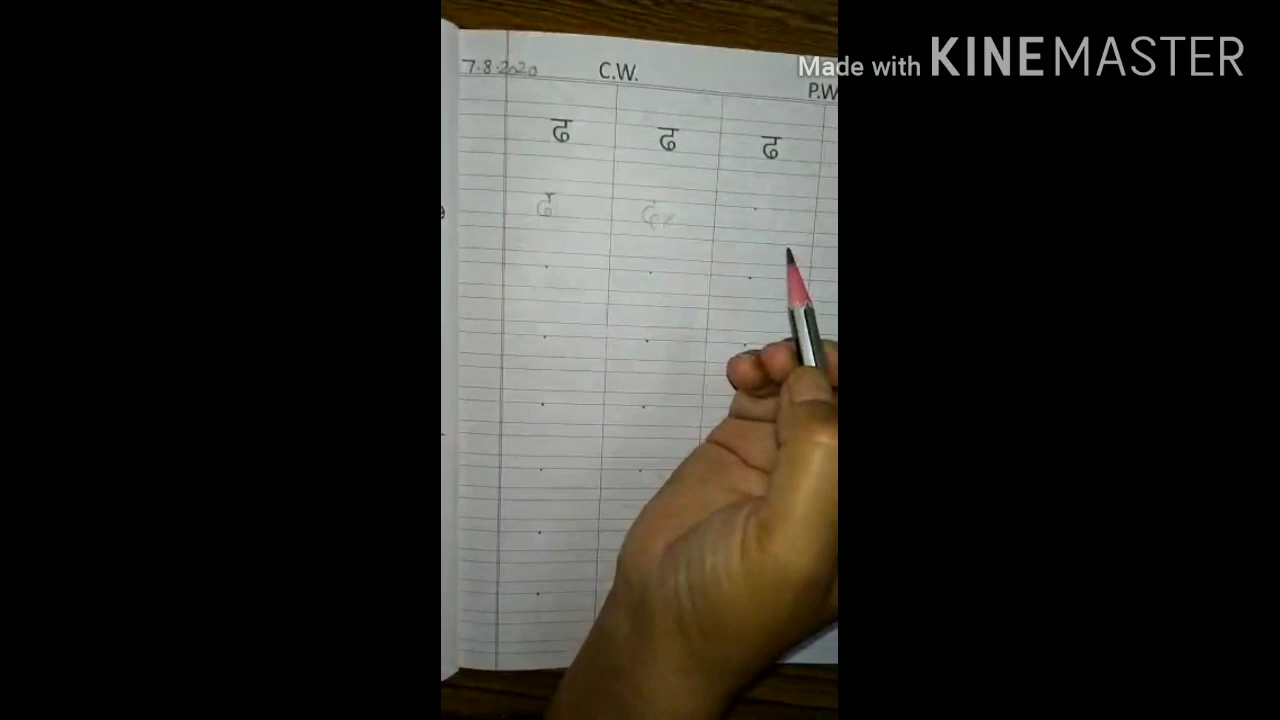 Made with KINEMASTER
7.8.2020 C.W.
P.W
ढ ढ ढ